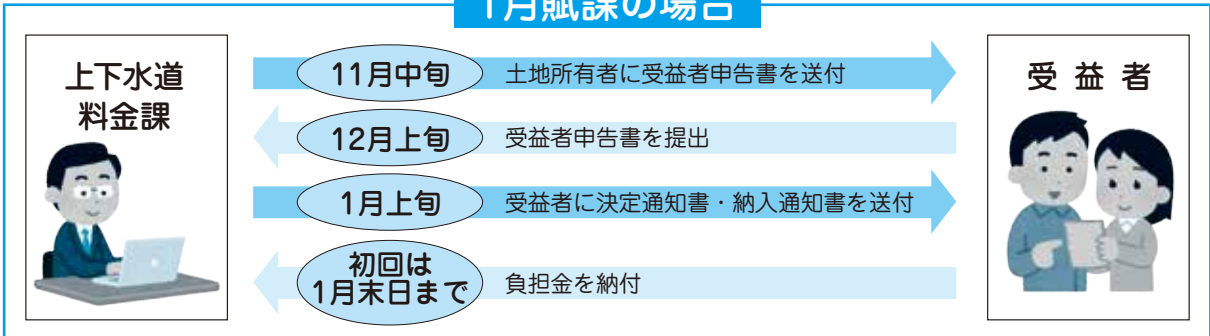 1月賦課の場合
上下水道
料金課
11月中旬
土地所有者に受益者申告書を送付
12月上旬
受益者申告書を提出
1月上旬
受益者に決定通知書・納入通知書を送付
初回は
1月末日まで
負担金を納付
受益者